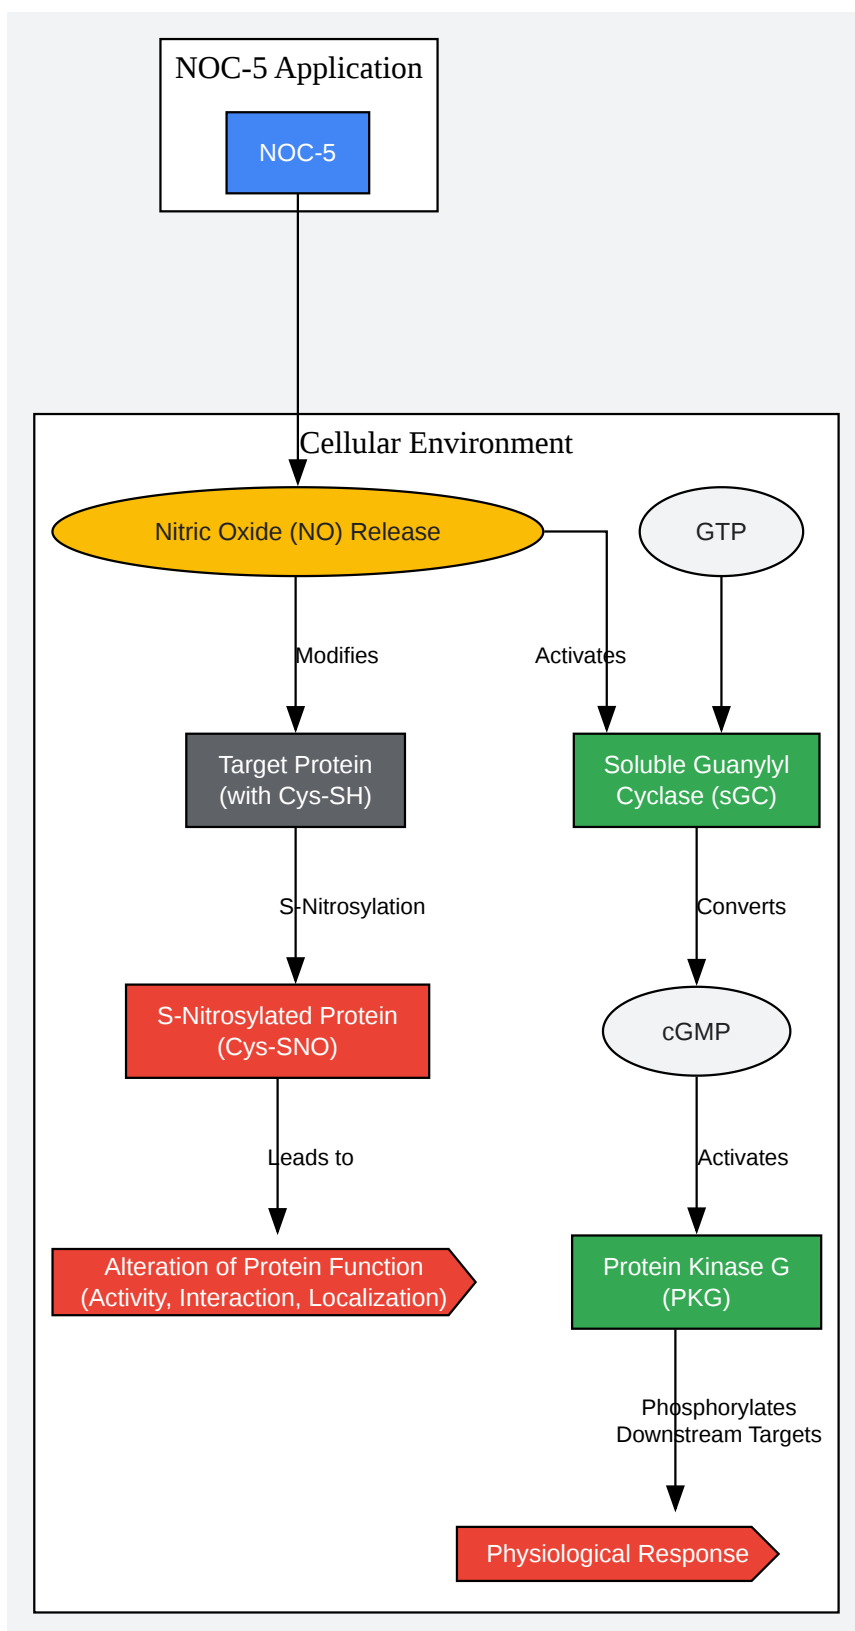 NOC-5 Application
NOC-5
Cellular Environment
Nitric Oxide (NO) Release
GTP
Modifies
Activates
Target Protein
(with Cys-SH)
Soluble Guanylyl
Cyclase (sGC)
S-Nitrosylation
Converts
S-Nitrosylated Protein
(Cys-SNO)
cGMP
Leads to
Activates
Alteration of Protein Function
(Activity, Interaction, Localization)
Protein Kinase G
(PKG)
Phosphorylates
Downstream Targets
Physiological Response